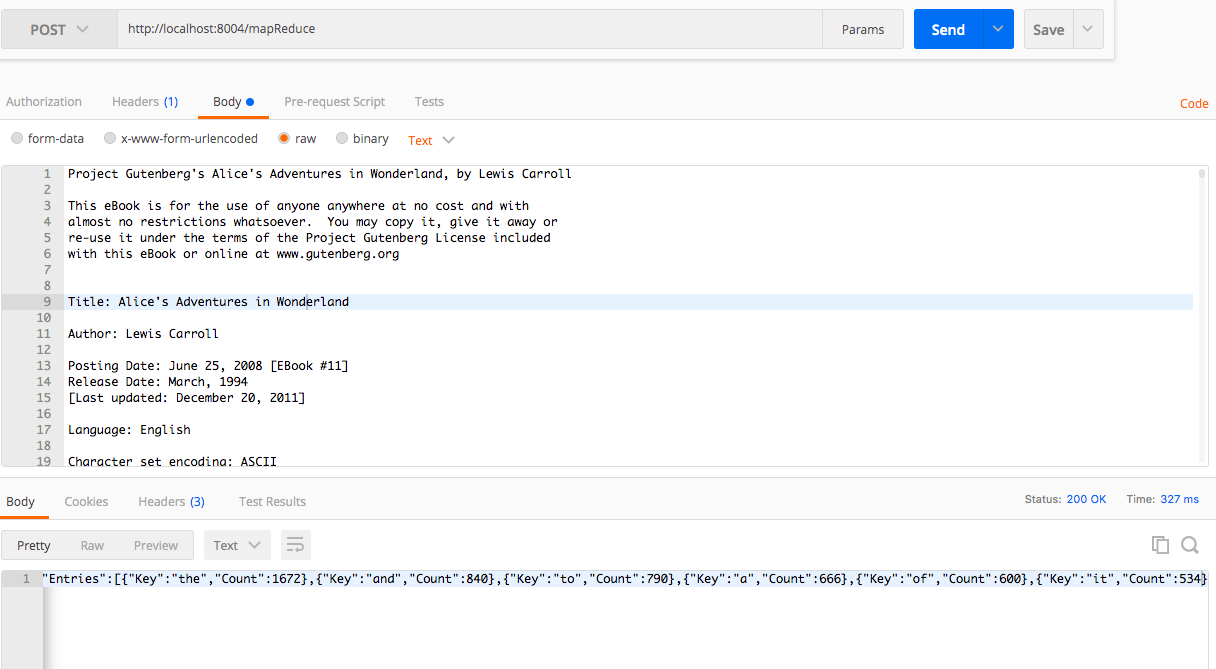 POST http://localhost:8004/mapReduce Params Send Save
Authorization Headers (1) Body Pre-request Script Tests Code
form-data x-www-form-urlencoded raw binary Text
1 Project Gutenberg's Alice's Adventures in Wonderland, by Lewis Carroll
2
3 This eBook is for the use of anyone anywhere at no cost and with
4 almost no restrictions whatsoever.  You may copy it, give it away or
5 re-use it under the terms of the Project Gutenberg License included
6 with this eBook or online at www.gutenberg.org
7
8
9 Title: Alice's Adventures in Wonderland
10
11 Author: Lewis Carroll
12
13 Posting Date: June 25, 2008 [EBook #11]
14 Release Date: March, 1994
15 [Last updated: December 20, 2011]
16
17 Language: English
18
19 Character set encoding: ASCII
Body Cookies Headers (3) Test Results Status: 200 OK Time: 327 ms
Pretty Raw Preview Text
1 "Entries":[{"Key":"the","Count":1672},{"Key":"and","Count":840},{"Key":"to","Count":790},{"Key":"a","Count":666},{"Key":"of","Count":600},{"Key":"it","Count":534}